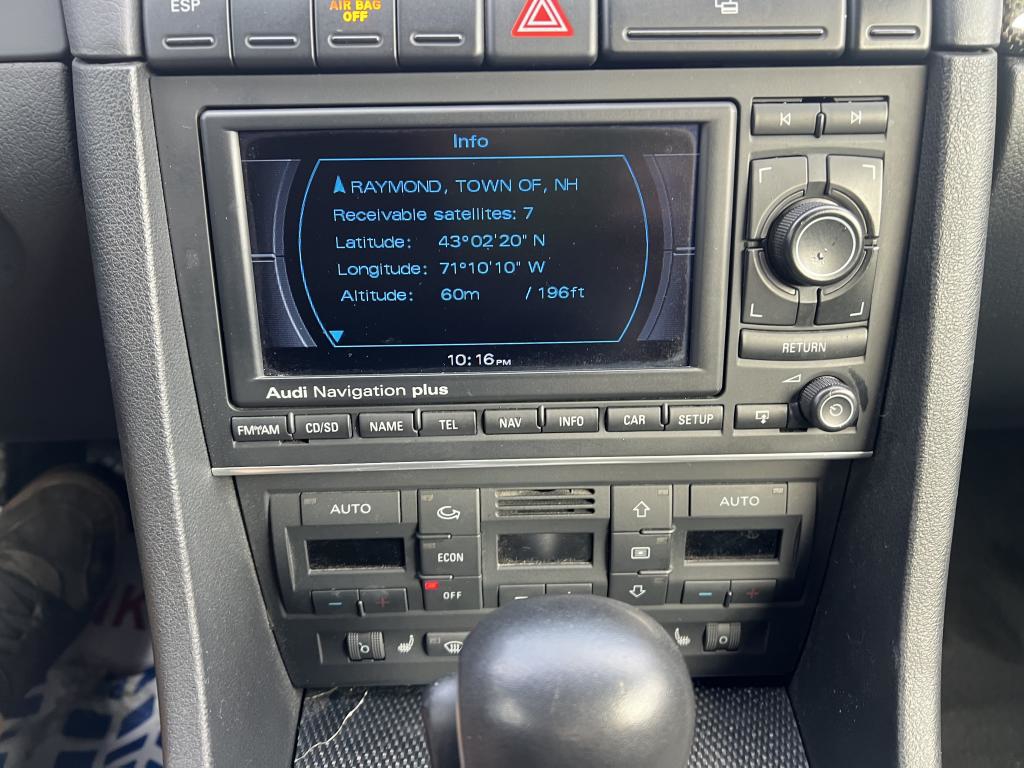 ESP
AIR BAG
OFF
Info
RAYMOND, TOWN OF, NH
Receivable satellites: 7
Latitude: 43°02'20" N
Longitude: 71°10'10" W
Altitude: 60m / 196ft
10:16 PM
Audi Navigation plus
RETURN
FM/AM CD/SD NAME TEL NAV INFO CAR SETUP
AUTO AUTO
ECON
OFF